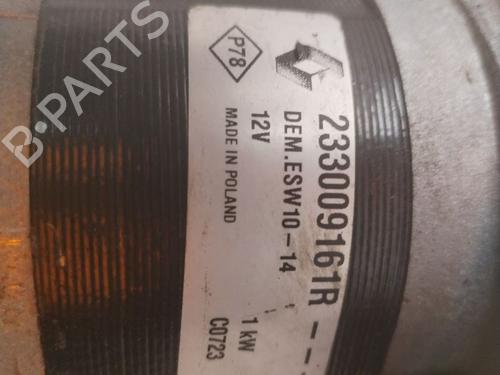 P78
233009161R--
DEM.ESW10-14
12V
1 kW
MADE IN POLAND
C0723
B-PARTS